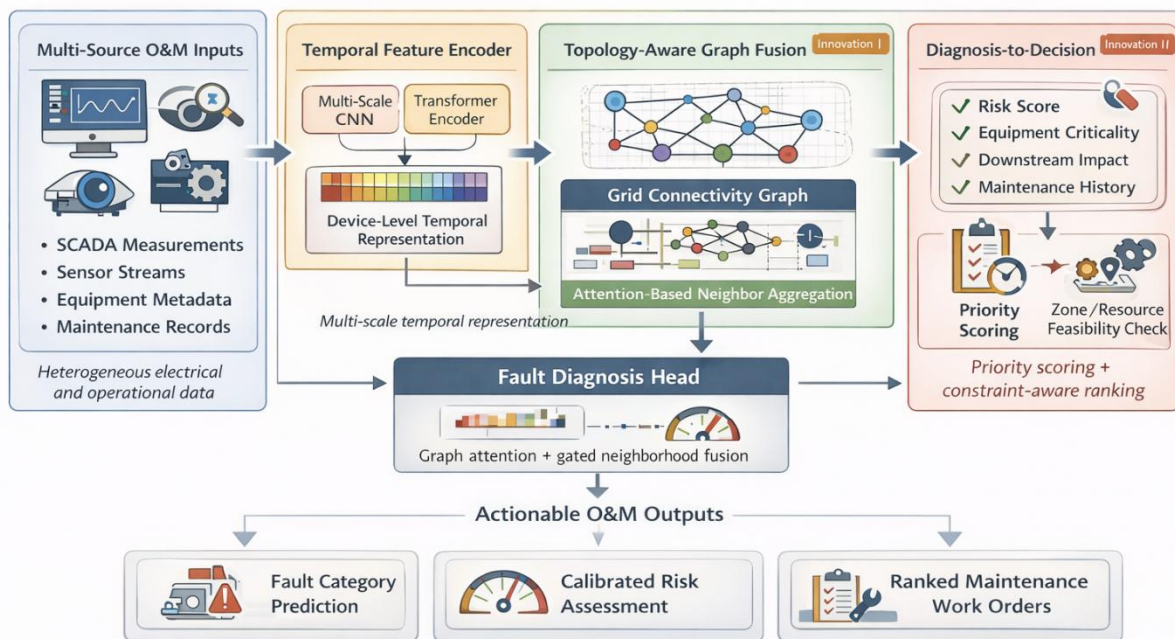 Multi-Source O&M Inputs
• SCADA Measurements
• Sensor Streams
• Equipment Metadata
• Maintenance Records
Heterogeneous electrical
and operational data
Temporal Feature Encoder
Multi-Scale
CNN
Transformer
Encoder
Device-Level Temporal
Representation
Multi-scale temporal representation
Topology-Aware Graph Fusion
Innovation I
Grid Connectivity Graph
Attention-Based Neighbor Aggregation
Diagnosis-to-Decision
Innovation II
Risk Score
Equipment Criticality
Downstream Impact
Maintenance History
Priority
Scoring
Zone/Resource
Feasibility Check
Priority scoring +
constraint-aware ranking
Fault Diagnosis Head
Graph attention + gated neighborhood fusion
Actionable O&M Outputs
Fault Category
Prediction
Calibrated Risk
Assessment
Ranked Maintenance
Work Orders